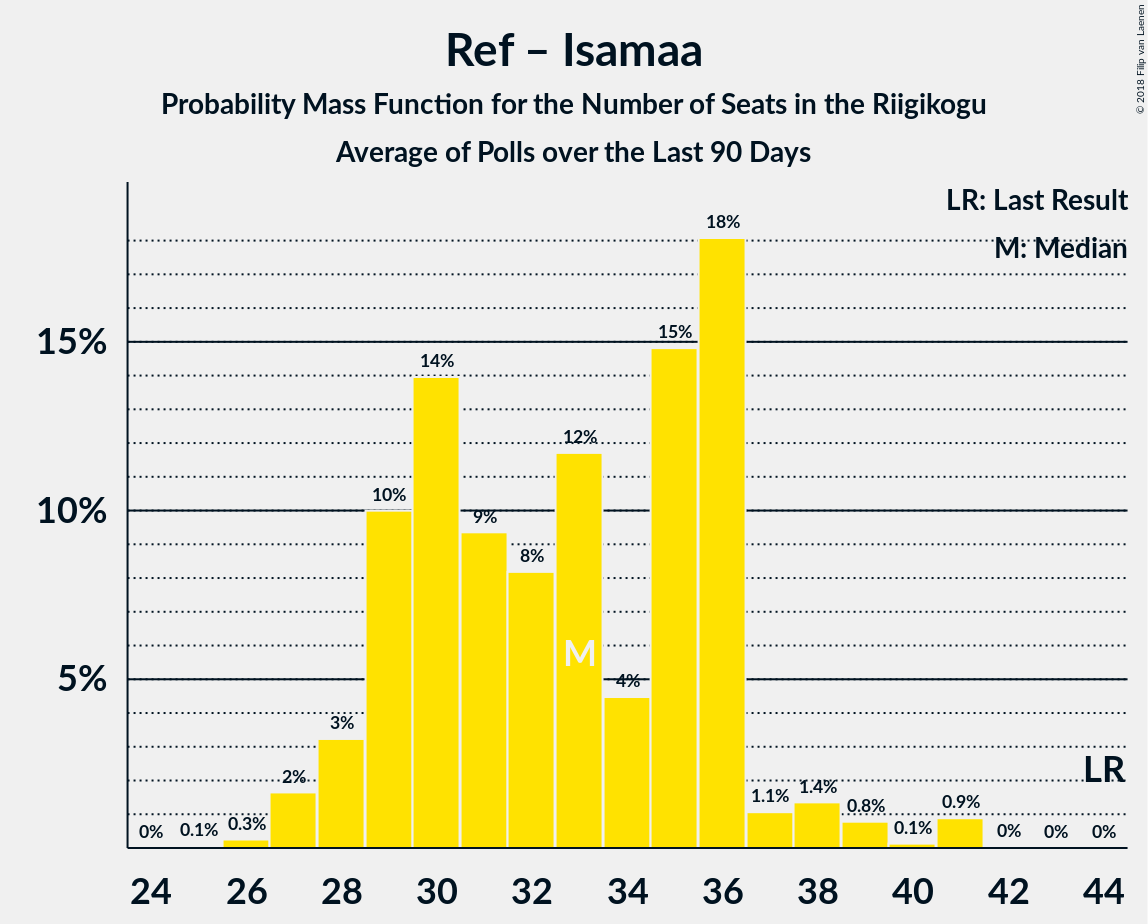 Ref – Isamaa
Probability Mass Function for the Number of Seats in the Riigikogu
Average of Polls over the Last 90 Days
© 2018 Filip van Laenen
LR: Last Result
M: Median
15%
10%
5%
0%
0.1%
0.3%
2%
3%
10%
14%
9%
8%
12%
4%
15%
18%
1.1%
1.4%
0.8%
0.1%
0.9%
0%
0%
0%
M
LR
24 26 28 30 32 34 36 38 40 42 44